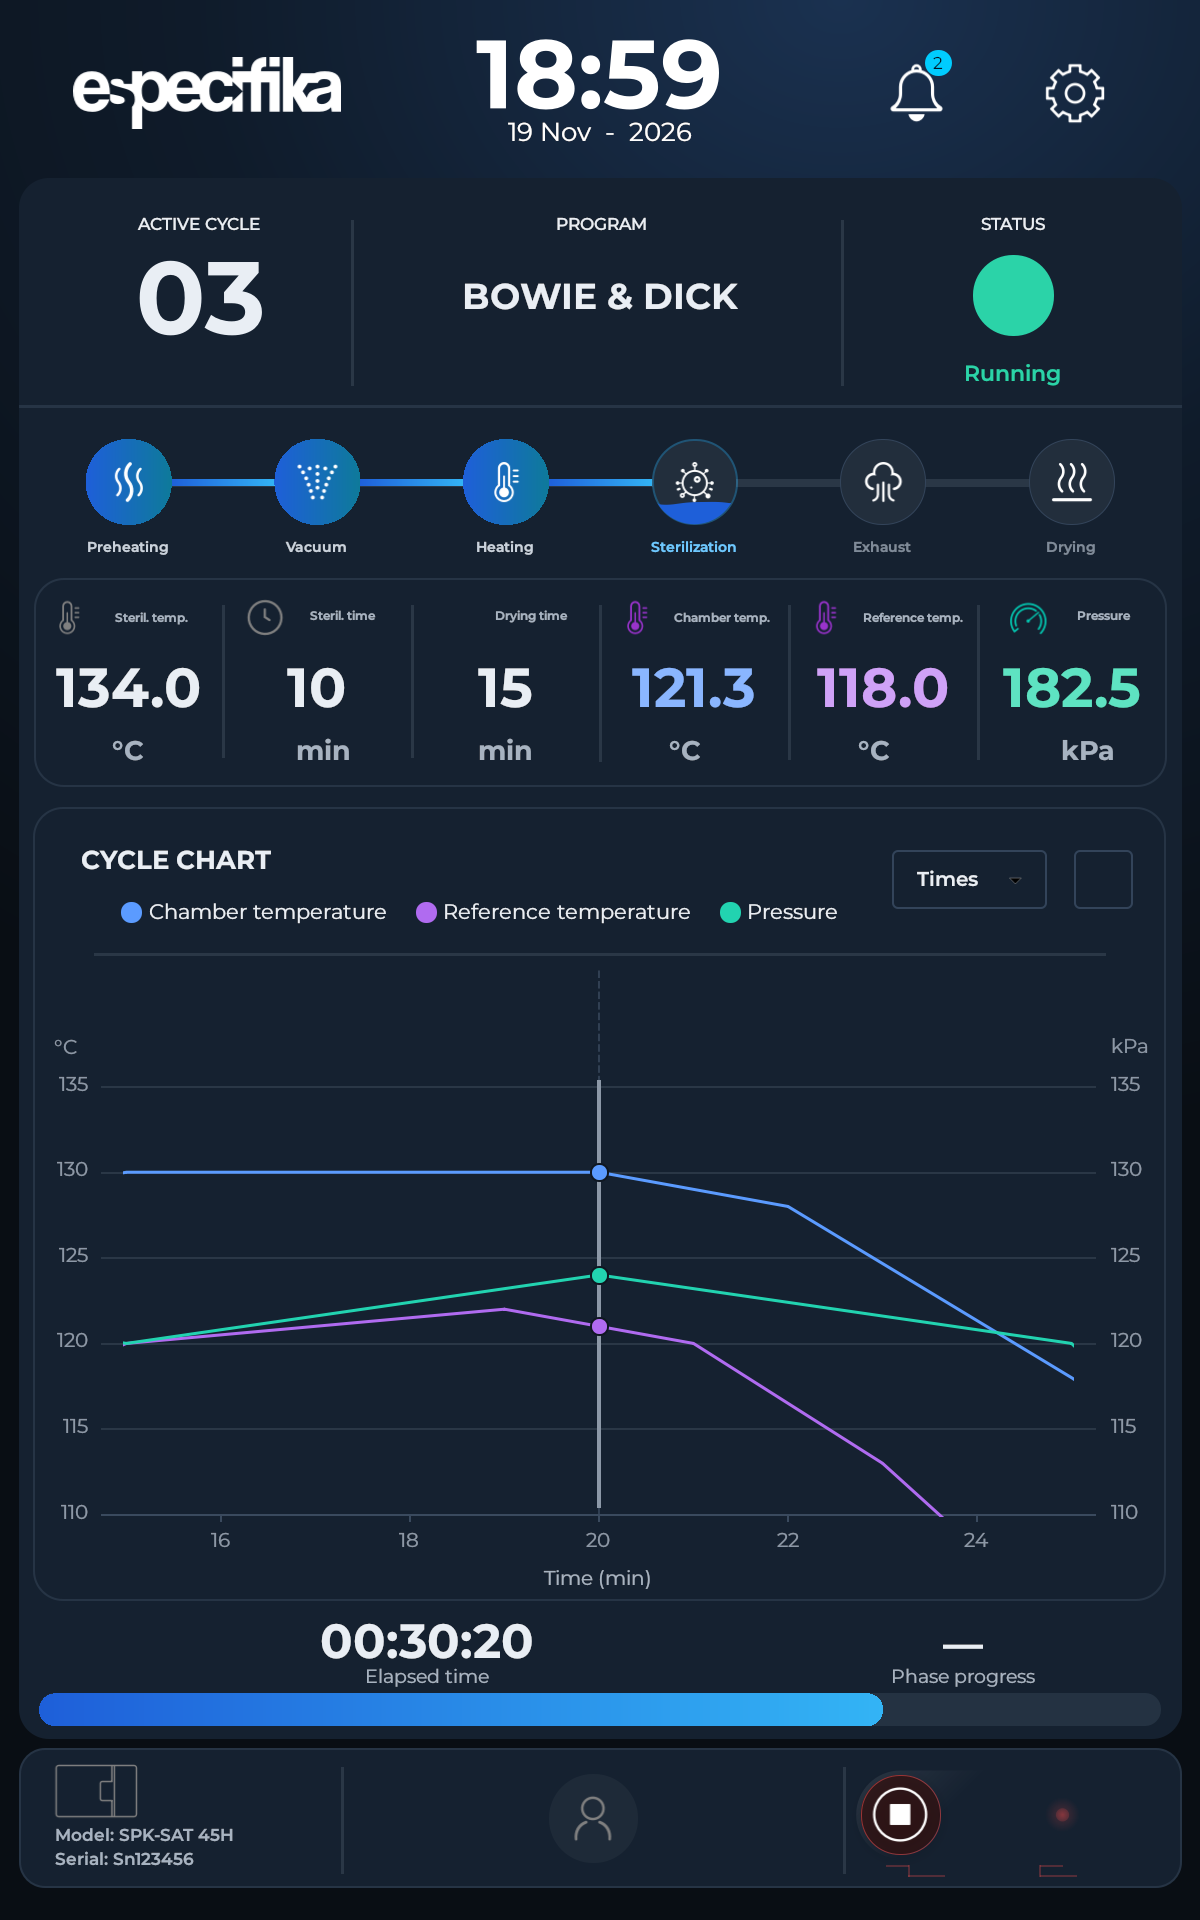 especifika
18:59
19 Nov - 2026
2
ACTIVE CYCLE
03
PROGRAM
BOWIE & DICK
STATUS
Running
Preheating
Vacuum
Heating
Sterilization
Exhaust
Drying
Steril. temp.
134.0
°C
Steril. time
10
min
Drying time
15
min
Chamber temp.
121.3
°C
Reference temp.
118.0
°C
Pressure
182.5
kPa
CYCLE CHART
Times
Chamber temperature
Reference temperature
Pressure
°C
kPa
135
135
130
130
125
125
120
120
115
115
110
110
16
18
20
22
24
Time (min)
00:30:20
Elapsed time
—
Phase progress
Model: SPK-SAT 45H
Serial: Sn123456